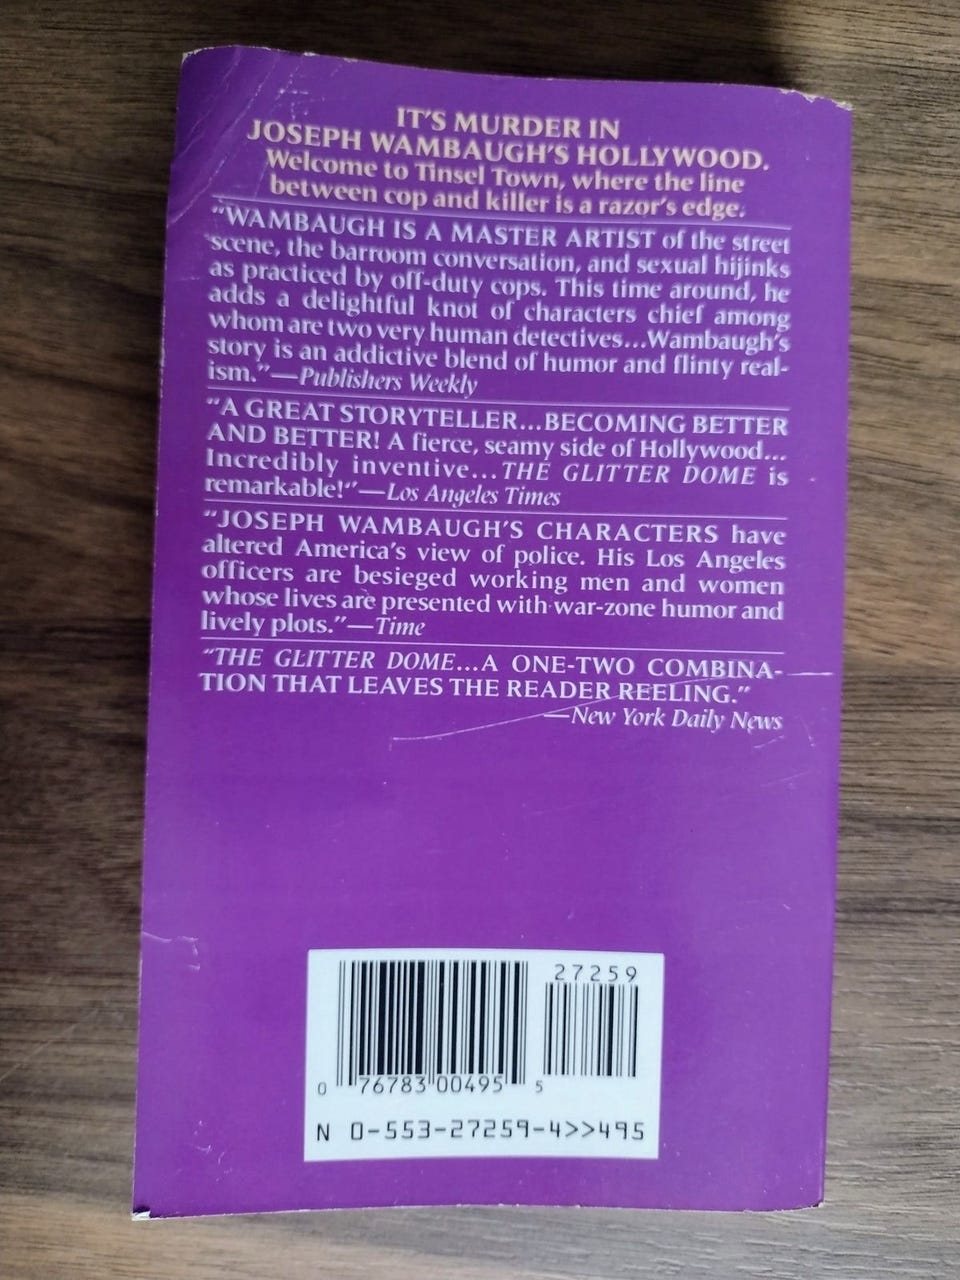 IT'S MURDER IN
JOSEPH WAMBAUGH'S HOLLYWOOD.
Welcome to Tinsel Town, where the line
between cop and killer is a razor's edge.
"WAMBAUGH IS A MASTER ARTIST of the street
scene, the barroom conversation, and sexual hijinks
as practiced by off-duty cops. This time around, he
adds a delightful knot of characters chief among
whom are two very human detectives...Wambaugh's
story is an addictive blend of humor and flinty real-
ism."—Publishers Weekly
"A GREAT STORYTELLER...BECOMING BETTER
AND BETTER! A fierce, seamy side of Hollywood...
Incredibly inventive...THE GLITTER DOME is
remarkable!"—Los Angeles Times
"JOSEPH WAMBAUGH'S CHARACTERS have
altered America's view of police. His Los Angeles
officers are besieged working men and women
whose lives are presented with war-zone humor and
lively plots."—Time
"THE GLITTER DOME...A ONE-TWO COMBINA-
TION THAT LEAVES THE READER REELING."
—New York Daily News
27259
0 76783 00495 5
N 0-553-27259-4>>495